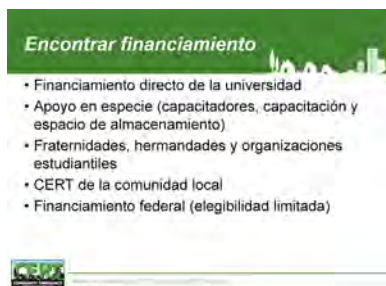 Encontrar financiamiento
• Financiamiento directo de la universidad
• Apoyo en especie (capacitadores, capacitación y
espacio de almacenamiento)
• Fraternidades, hermandades y organizaciones
estudiantiles
• CERT de la comunidad local
• Financiamiento federal (elegibilidad limitada)
CERT